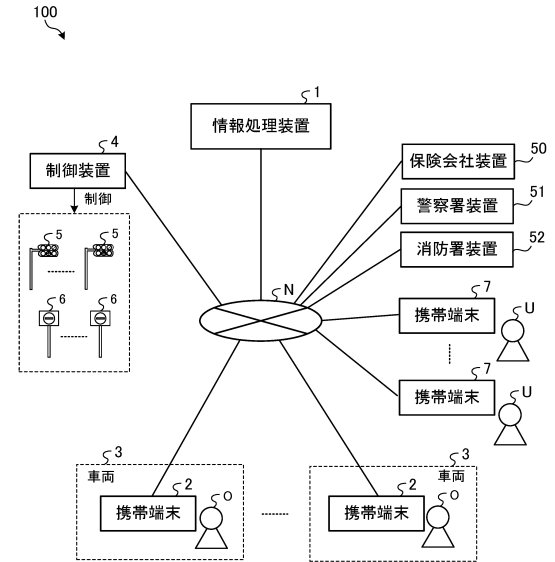 100
1
情報処理装置
4
制御装置
制御
5
5
6
6
保険会社装置
50
警察署装置
51
消防署装置
52
N
7
携帯端末
U
7
携帯端末
U
3
車両
2
携帯端末
O
3
車両
2
携帯端末
O